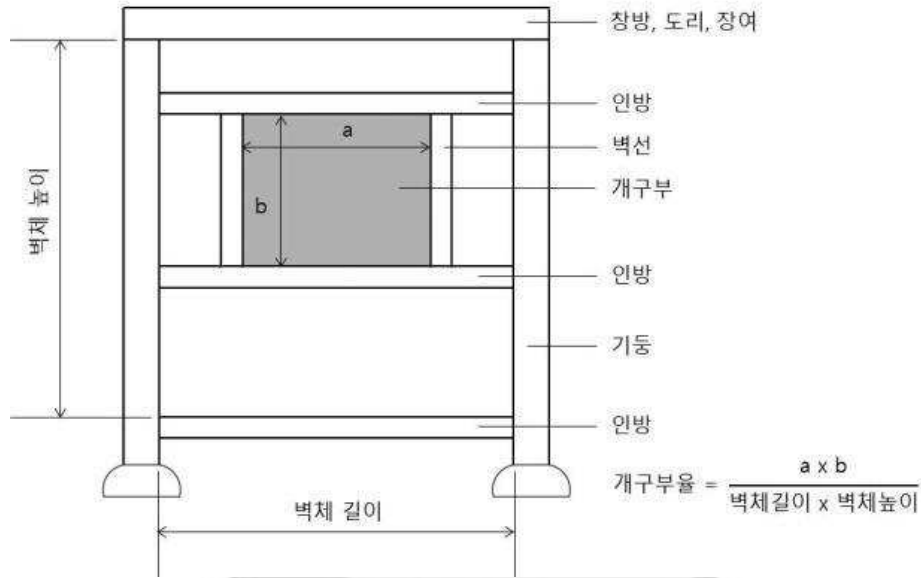 창방, 도리, 장여
인방
벽선
a
개구부
b
벽체 높이
인방
기둥
인방
개구부율 = a x b / 벽체길이 x 벽체높이
벽체 길이